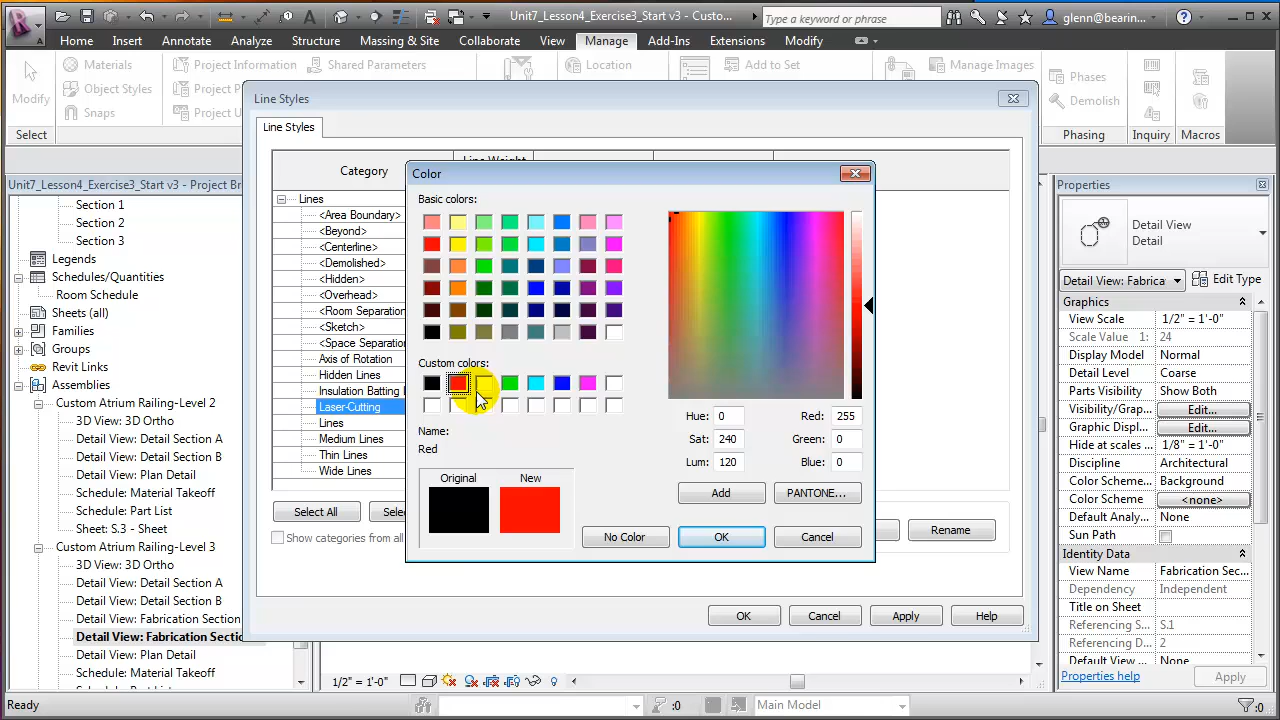 Unit7_Lesson4_Exercise3_Start v3 - Custo...
Type a keyword or phrase
glenn@bearin...
Home Insert Annotate Analyze Structure Massing & Site Collaborate View Manage Add-Ins Extensions Modify
Materials Project Information Shared Parameters Location Add to Set Manage Images
Modify Object Styles Project P Phases
Snaps Project U Demolish
Select Phasing Inquiry Macros
Unit7_Lesson4_Exercise3_Start v3 - Project Br
Section 1
Section 2
Section 3
Legends
Schedules/Quantities
Room Schedule
Sheets (all)
Families
Groups
Revit Links
Assemblies
Custom Atrium Railing-Level 2
3D View: 3D Ortho
Detail View: Detail Section A
Detail View: Detail Section B
Detail View: Plan Detail
Schedule: Material Takeoff
Schedule: Part List
Sheet: S.3 - Sheet
Custom Atrium Railing-Level 3
3D View: 3D Ortho
Detail View: Detail Section A
Detail View: Detail Section B
Detail View: Fabrication Section
Detail View: Fabrication Sectio
Detail View: Plan Detail
Schedule: Material Takeoff
Line Styles
Line Styles
Category
Line Weight
Lines
<Area Boundary>
<Beyond>
<Centerline>
<Demolished>
<Hidden>
<Overhead>
<Room Separation
<Sketch>
<Space Separation
Axis of Rotation
Hidden Lines
Insulation Batting
Laser-Cutting
Lines
Medium Lines
Thin Lines
Wide Lines
Select All Selec
Show categories from all
Rename
OK Cancel Apply Help
Color
Basic colors:
Custom colors:
Name:
Red
Original New
Hue: 0 Red: 255
Sat: 240 Green: 0
Lum: 120 Blue: 0
Add PANTONE...
No Color OK Cancel
Properties
Detail View
Detail
Detail View: Fabrica Edit Type
Graphics
View Scale 1/2" = 1'-0"
Scale Value 1: 24
Display Model Normal
Detail Level Coarse
Parts Visibility Show Both
Visibility/Grap Edit...
Graphic Displ Edit...
Hide at scales 1/8" = 1'-0"
Discipline Architectural
Color Scheme... Background
Color Scheme... <none>
Default Analy... None
Sun Path
Identity Data
View Name Fabrication Sec...
Dependency Independent
Title on Sheet
Referencing S... S.1
Referencing D... 2
Default View
Properties help Apply
1/2" = 1'-0"
Ready :0 Main Model :0